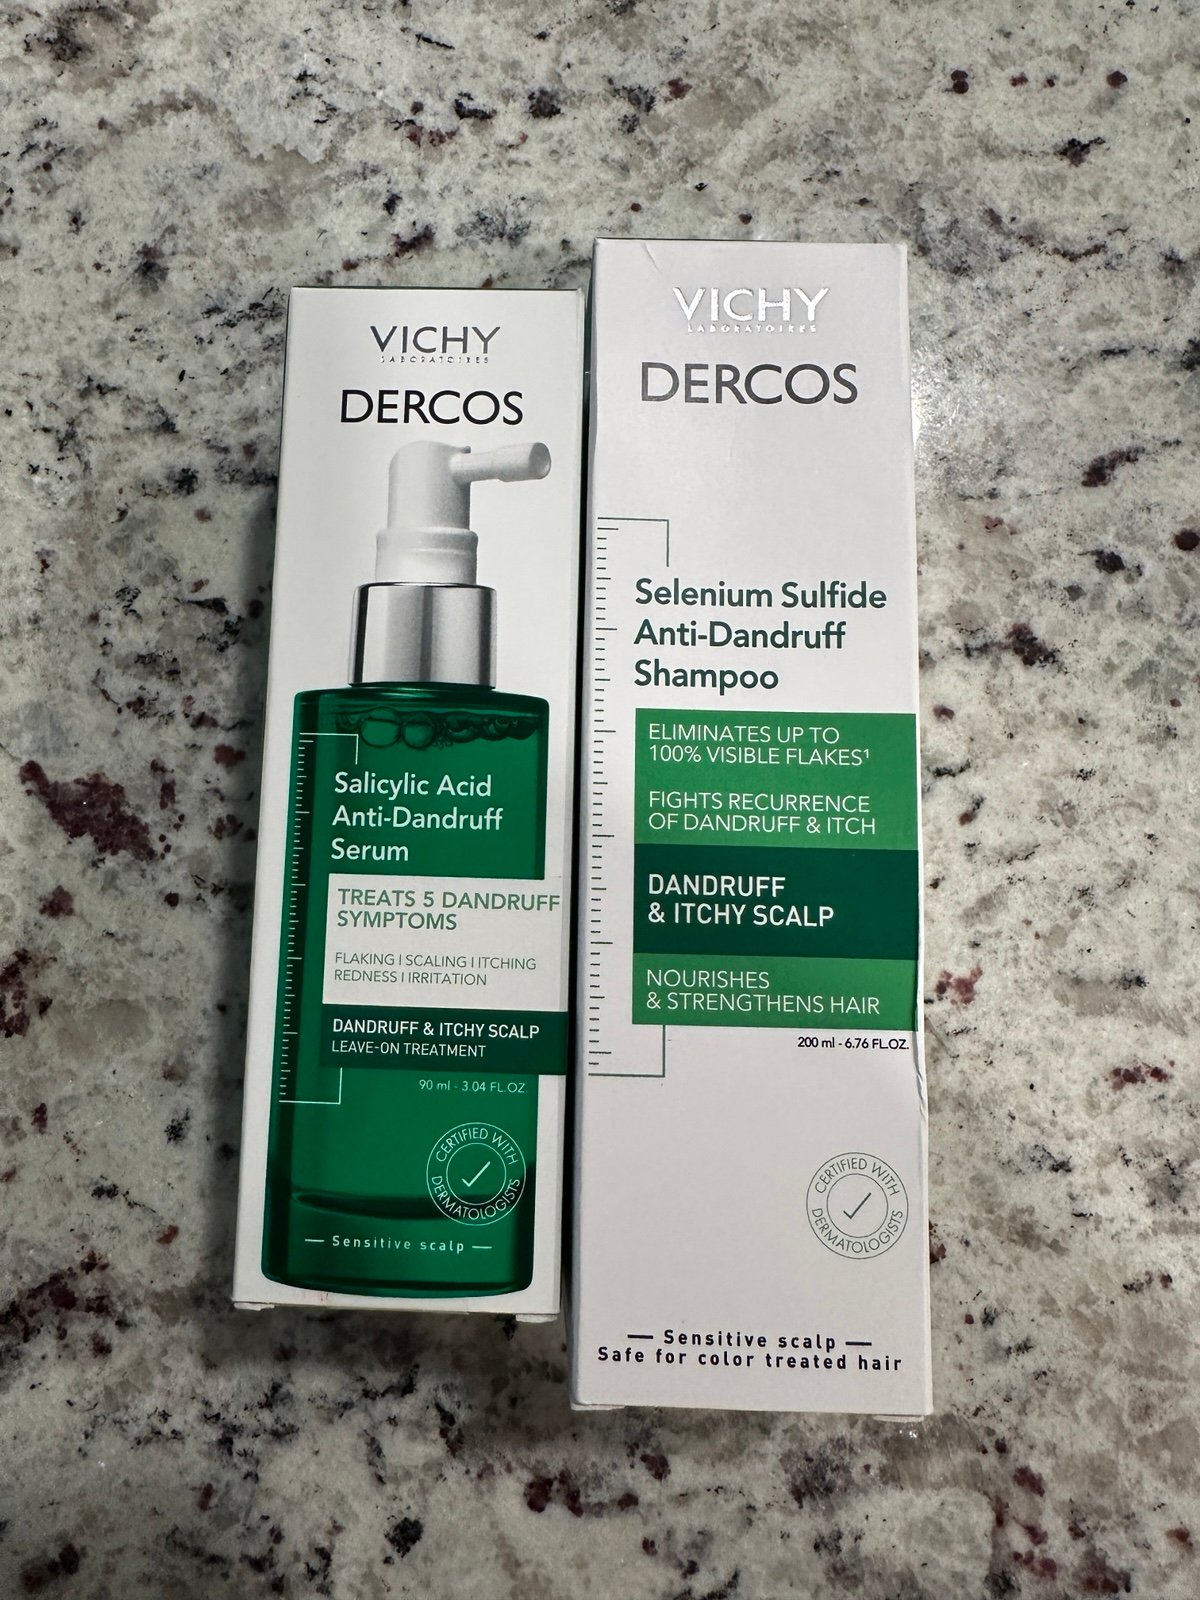 VICHY
LABORATOIRES
DERCOS
Salicylic Acid
Anti-Dandruff
Serum
TREATS 5 DANDRUFF
SYMPTOMS
FLAKING | SCALING | ITCHING
REDNESS | IRRITATION
DANDRUFF & ITCHY SCALP
LEAVE-ON TREATMENT
90 ml - 3.04 FL.OZ.
CERTIFIED WITH
DERMATOLOGISTS
— Sensitive scalp —
VICHY
LABORATOIRES
DERCOS
Selenium Sulfide
Anti-Dandruff
Shampoo
ELIMINATES UP TO
100% VISIBLE FLAKES¹
FIGHTS RECURRENCE
OF DANDRUFF & ITCH
DANDRUFF
& ITCHY SCALP
NOURISHES
& STRENGTHENS HAIR
200 ml - 6.76 FL.OZ.
CERTIFIED WITH
DERMATOLOGISTS
— Sensitive scalp —
Safe for color treated hair